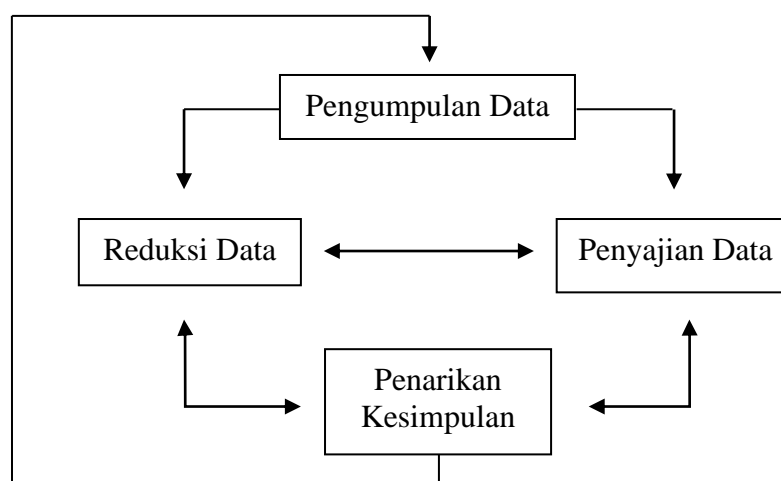 Pengumpulan Data
Reduksi Data
Penyajian Data
Penarikan
Kesimpulan